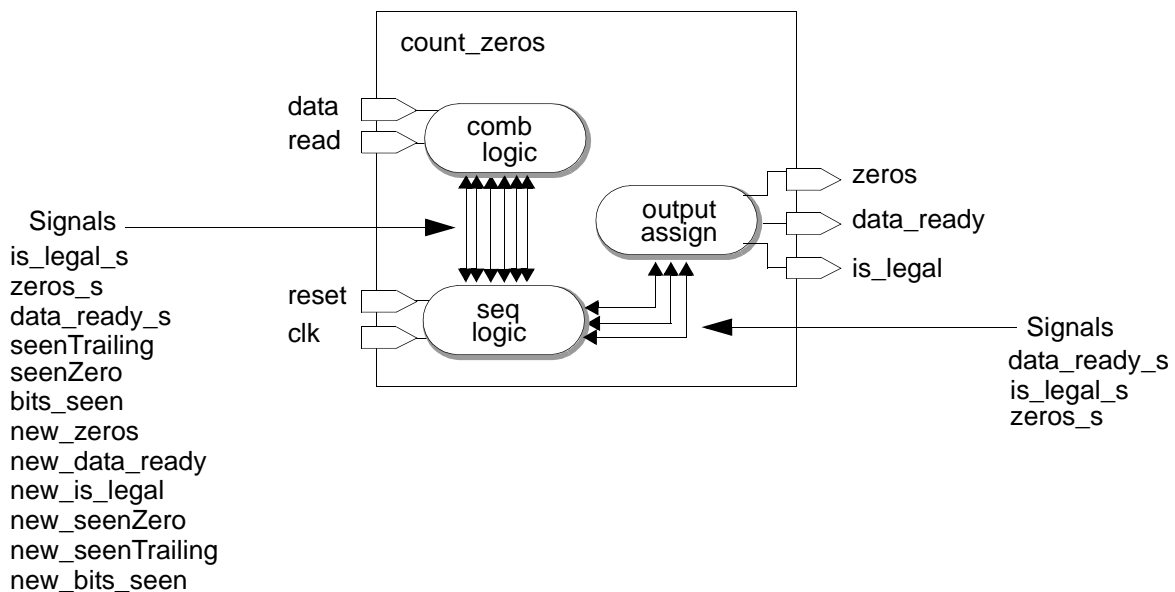 count_zeros
data
read
comb
logic
zeros
data_ready
is_legal
output
assign
Signals
is_legal_s
zeros_s
data_ready_s
seenTrailing
seenZero
bits_seen
new_zeros
new_data_ready
new_is_legal
new_seenZero
new_seenTrailing
new_bits_seen
reset
clk
seq
logic
Signals
data_ready_s
is_legal_s
zeros_s